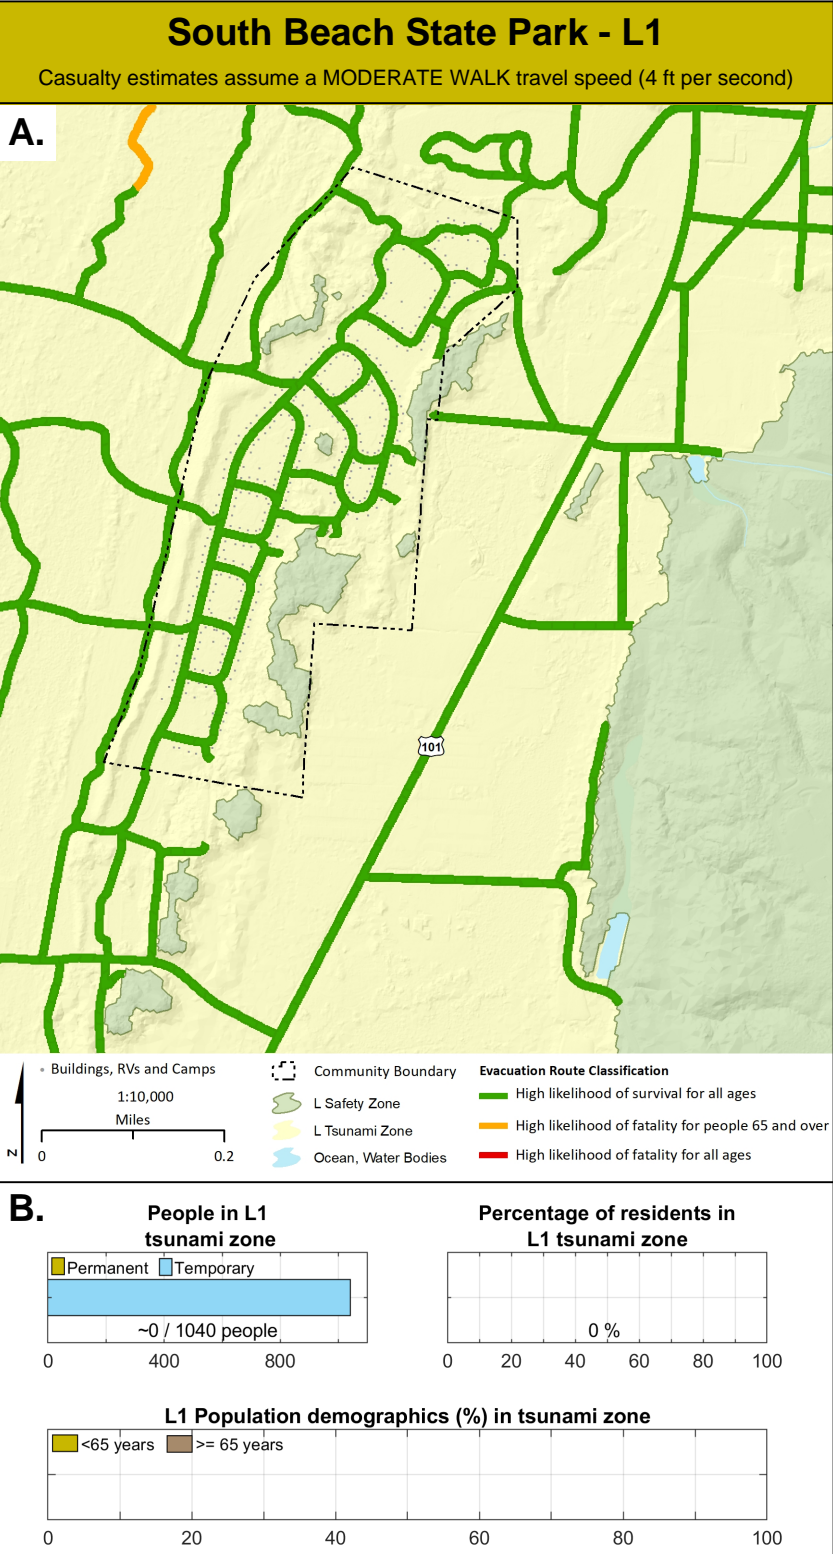 South Beach State Park - L1
Casualty estimates assume a MODERATE WALK travel speed (4 ft per second)
A.
101
Buildings, RVs and Camps
1:10,000
Miles
0 0.2
N
Community Boundary
L Safety Zone
L Tsunami Zone
Ocean, Water Bodies
Evacuation Route Classification
High likelihood of survival for all ages
High likelihood of fatality for people 65 and over
High likelihood of fatality for all ages
B.
People in L1
tsunami zone
Permanent Temporary
~0 / 1040 people
0 400 800
Percentage of residents in
L1 tsunami zone
0 %
0 20 40 60 80 100
L1 Population demographics (%) in tsunami zone
<65 years >= 65 years
0 20 40 60 80 100